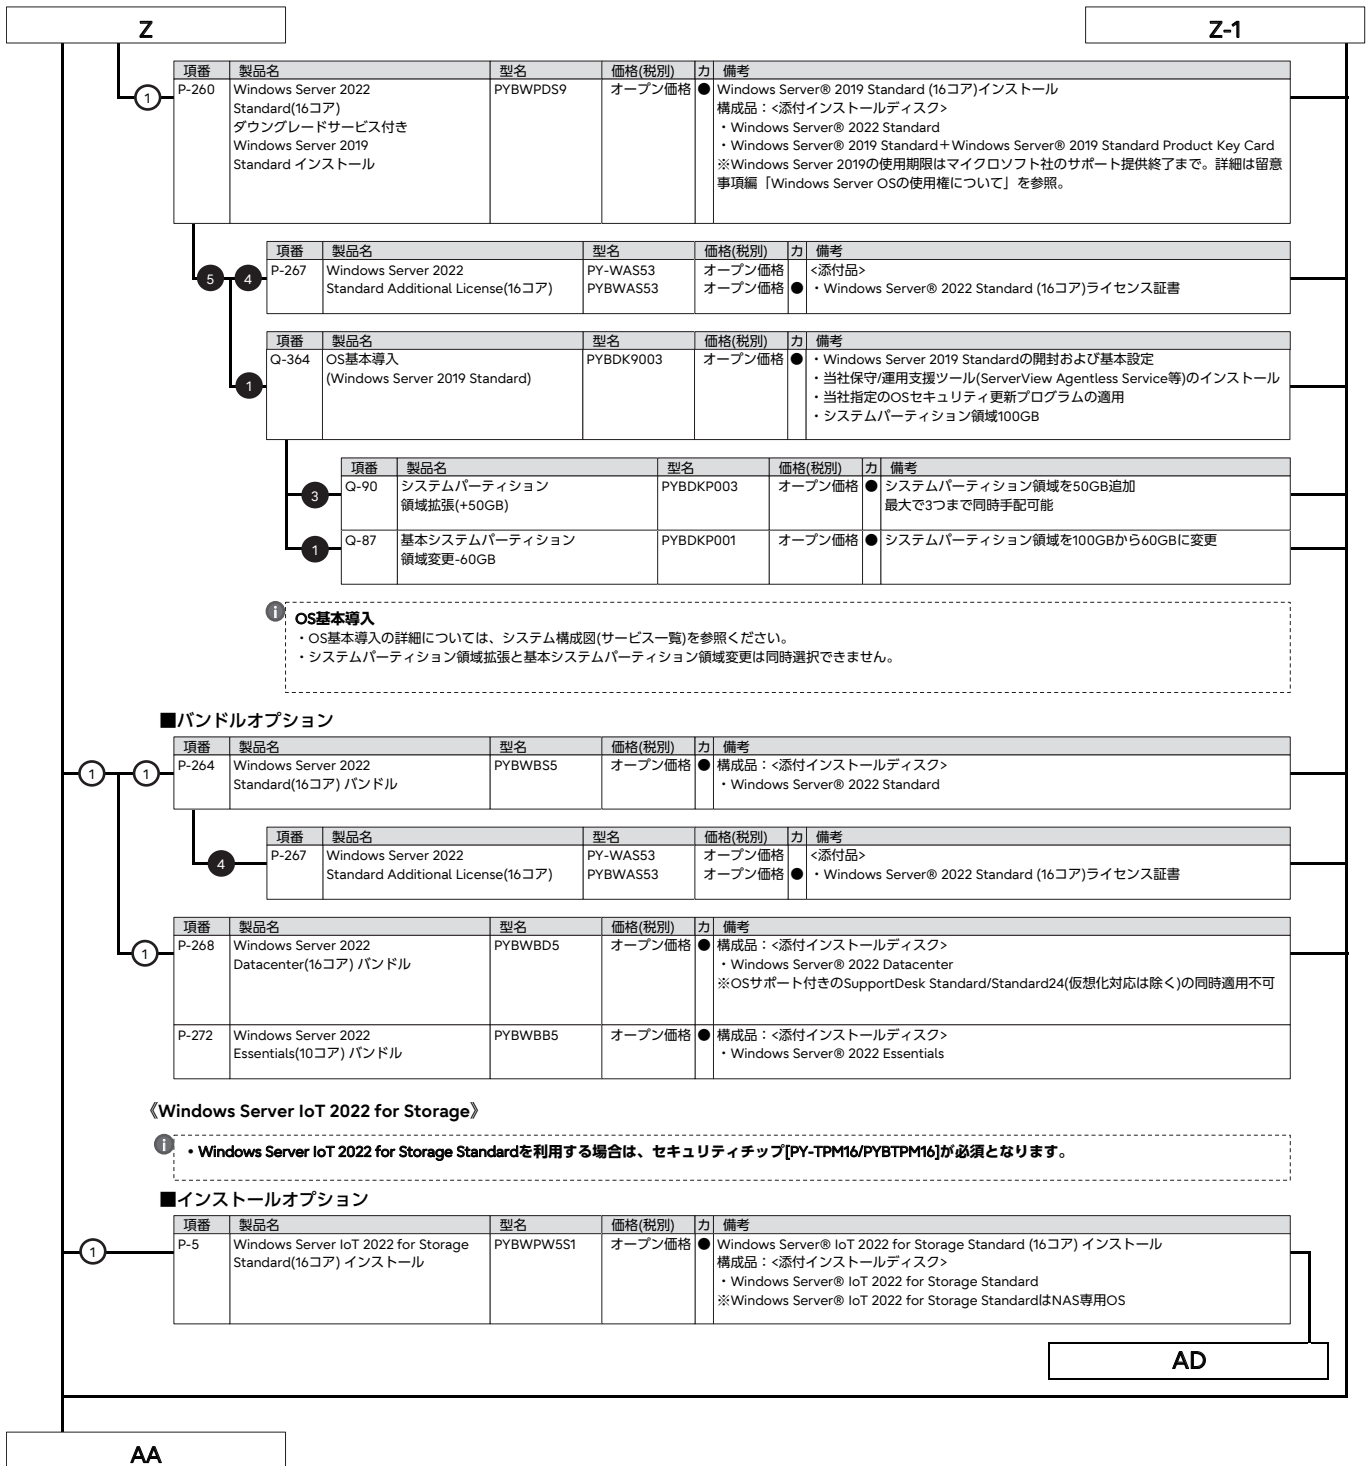 Z
Z-1
項番 製品名 型名 価格(税別) カ 備考
1
P-260 Windows Server 2022 PYBWPDS9 オープン価格 ● Windows Server® 2019 Standard (16コア)インストール
Standard(16コア) 構成品：<添付インストールディスク>
ダウングレードサービス付き ・Windows Server® 2022 Standard
Windows Server 2019 ・Windows Server® 2019 Standard＋Windows Server® 2019 Standard Product Key Card
Standard インストール ※Windows Server 2019の使用期限はマイクロソフト社のサポート提供終了まで。詳細は留意
事項編「Windows Server OSの使用権について」を参照。
項番 製品名 型名 価格(税別) カ 備考
5 4
P-267 Windows Server 2022 PY-WAS53 オープン価格 <添付品>
Standard Additional License(16コア) PYBWAS53 オープン価格 ● ・Windows Server® 2022 Standard (16コア)ライセンス証書
項番 製品名 型名 価格(税別) カ 備考
1
Q-364 OS基本導入 PYBDK9003 オープン価格 ● ・Windows Server 2019 Standardの開封および基本設定
(Windows Server 2019 Standard) ・当社保守/運用支援ツール(ServerView Agentless Service等)のインストール
・当社指定のOSセキュリティ更新プログラムの適用
・システムパーティション領域100GB
項番 製品名 型名 価格(税別) カ 備考
3
Q-90 システムパーティション PYBDKP003 オープン価格 ● システムパーティション領域を50GB追加
領域拡張(+50GB) 最大で3つまで同時手配可能
1
Q-87 基本システムパーティション PYBDKP001 オープン価格 ● システムパーティション領域を100GBから60GBに変更
領域変更-60GB
i
OS基本導入
・OS基本導入の詳細については、システム構成図(サービス一覧)を参照ください。
・システムパーティション領域拡張と基本システムパーティション領域変更は同時選択できません。
■バンドルオプション
項番 製品名 型名 価格(税別) カ 備考
1 1
P-264 Windows Server 2022 PYBWBS5 オープン価格 ● 構成品：<添付インストールディスク>
Standard(16コア) バンドル ・Windows Server® 2022 Standard
項番 製品名 型名 価格(税別) カ 備考
4
P-267 Windows Server 2022 PY-WAS53 オープン価格 <添付品>
Standard Additional License(16コア) PYBWAS53 オープン価格 ● ・Windows Server® 2022 Standard (16コア)ライセンス証書
項番 製品名 型名 価格(税別) カ 備考
1
P-268 Windows Server 2022 PYBWBD5 オープン価格 ● 構成品：<添付インストールディスク>
Datacenter(16コア) バンドル ・Windows Server® 2022 Datacenter
※OSサポート付きのSupportDesk Standard/Standard24(仮想化対応は除く)の同時適用不可
P-272 Windows Server 2022 PYBWBB5 オープン価格 ● 構成品：<添付インストールディスク>
Essentials(10コア) バンドル ・Windows Server® 2022 Essentials
《Windows Server IoT 2022 for Storage》
i
・Windows Server IoT 2022 for Storage Standardを利用する場合は、セキュリティチップ[PY-TPM16/PYBTPM16]が必須となります。
■インストールオプション
項番 製品名 型名 価格(税別) カ 備考
1
P-5 Windows Server IoT 2022 for Storage PYBWPW5S1 オープン価格 ● Windows Server® IoT 2022 for Storage Standard (16コア) インストール
Standard(16コア) インストール 構成品：<添付インストールディスク>
・Windows Server® IoT 2022 for Storage Standard
※Windows Server® IoT 2022 for Storage StandardはNAS専用OS
AD
AA